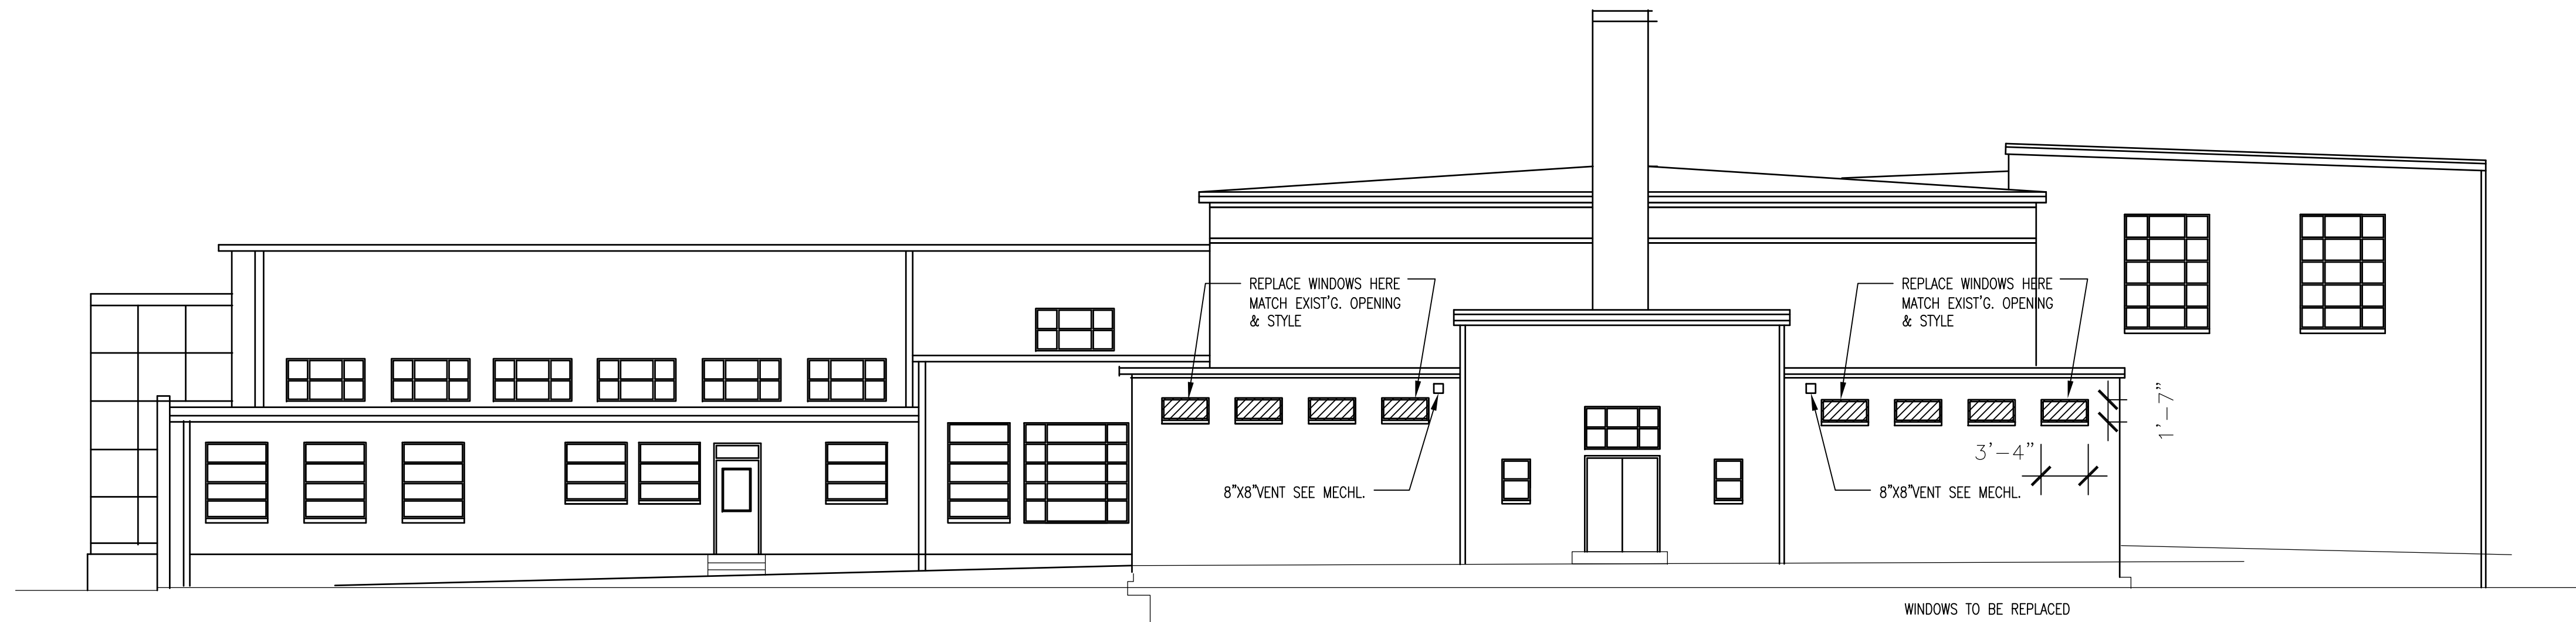 REPLACE WINDOWS HERE
MATCH EXIST'G. OPENING
& STYLE
REPLACE WINDOWS HERE
MATCH EXIST'G. OPENING
& STYLE
1'-7"
3'-4"
8"X8"VENT SEE MECHL.
8"X8"VENT SEE MECHL.
WINDOWS TO BE REPLACED